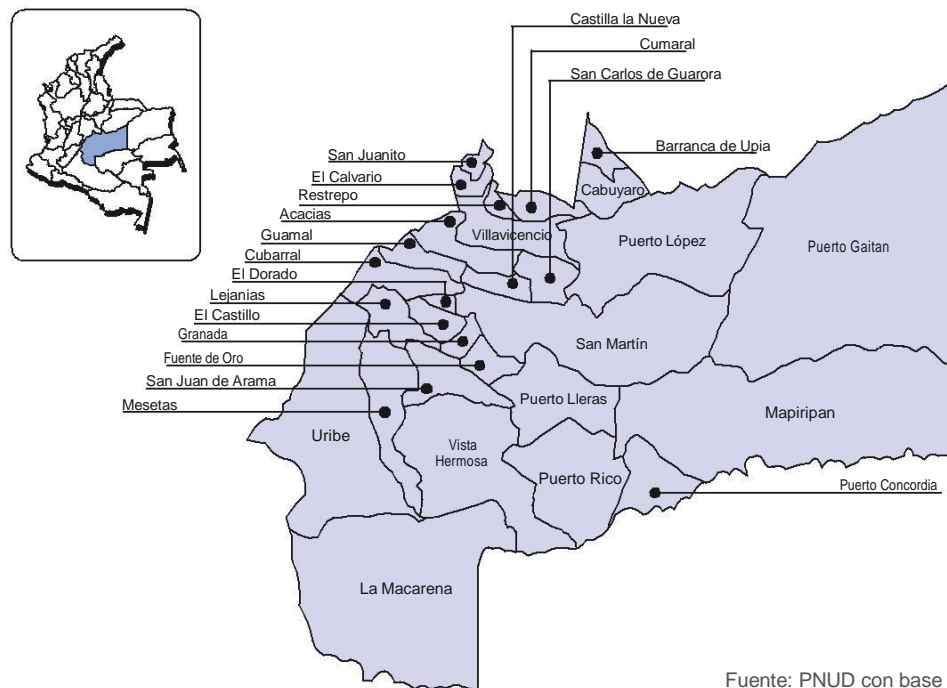 Castilla la Nueva
Cumaral
San Carlos de Guarora
San Juanito
Barranca de Upia
El Calvario
Cabuyaro
Restrepo
Acacias
Villavicencio
Puerto López
Guamal
Puerto Gaitan
Cubarral
El Dorado
Lejanias
El Castillo
Granada
San Martín
Fuente de Oro
San Juan de Arama
Puerto Lleras
Mesetas
Mapiripan
Uribe
Vista
Hermosa
Puerto Rico
Puerto Concordia
La Macarena
Fuente: PNUD con base